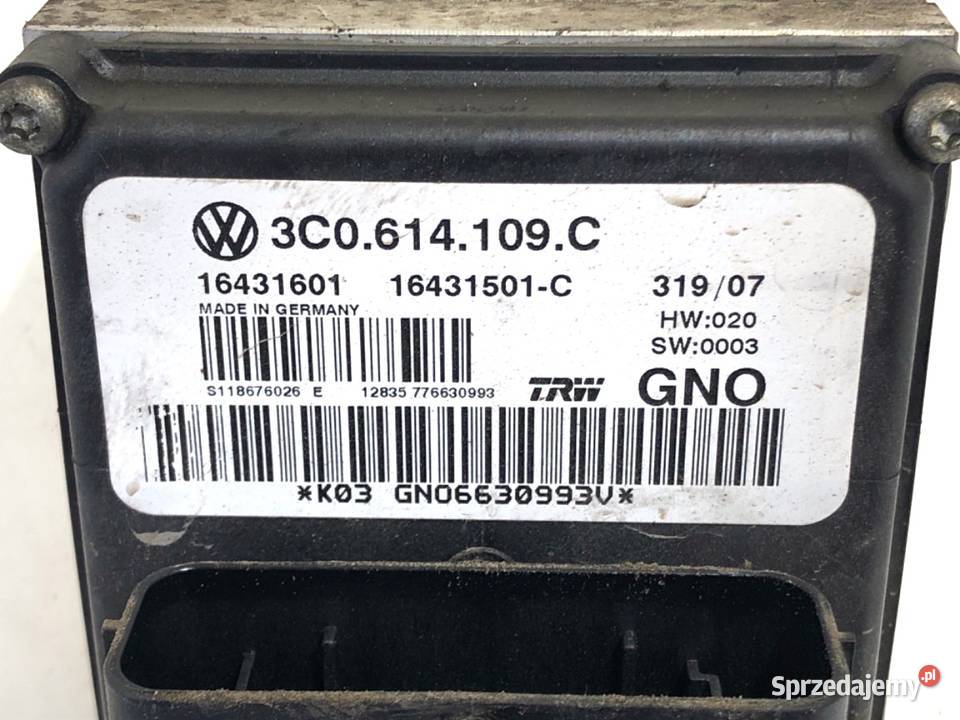 3C0.614.109.C
16431601 16431501-C 319/07
MADE IN GERMANY HW:020
SW:0003
S118676026 E 12835 776630993 TRW GNO
*K03 GNO6630993V*
Sprzedajemy.pl